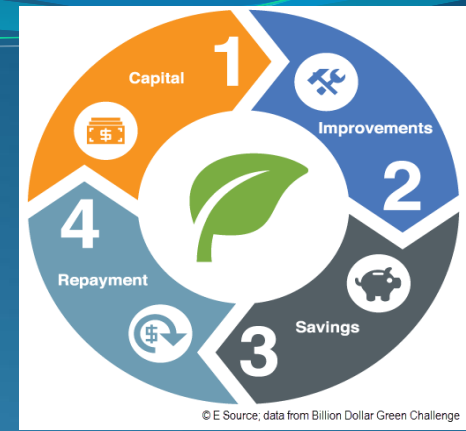 1
Capital
$
Improvements
2
Savings
3
4
Repayment
$
© E Source; data from Billion Dollar Green Challenge